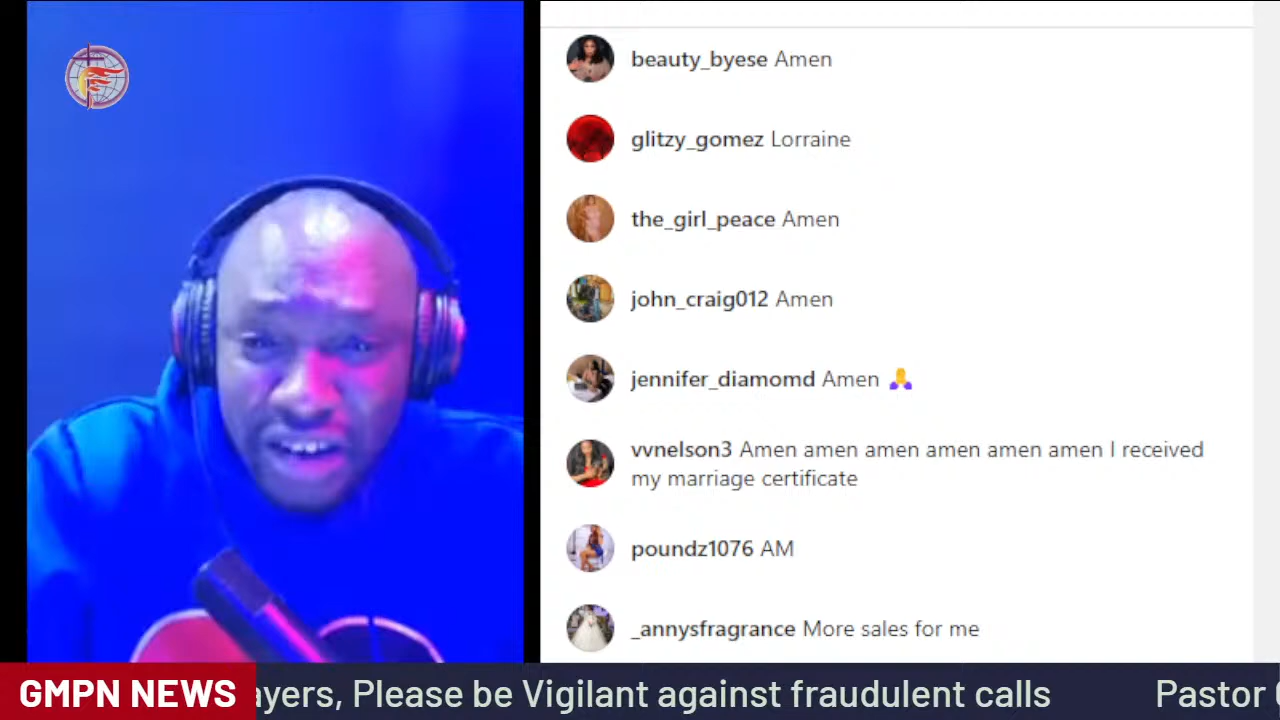 beauty_byese Amen
glitzy_gomez Lorraine
the_girl_peace Amen
john_craig012 Amen
jennifer_diamomd Amen 🙏
vvnelson3 Amen amen amen amen amen amen I received
my marriage certificate
poundz1076 AM
_annysfragrance More sales for me
GMPN NEWS ayers, Please be Vigilant against fraudulent calls Pastor